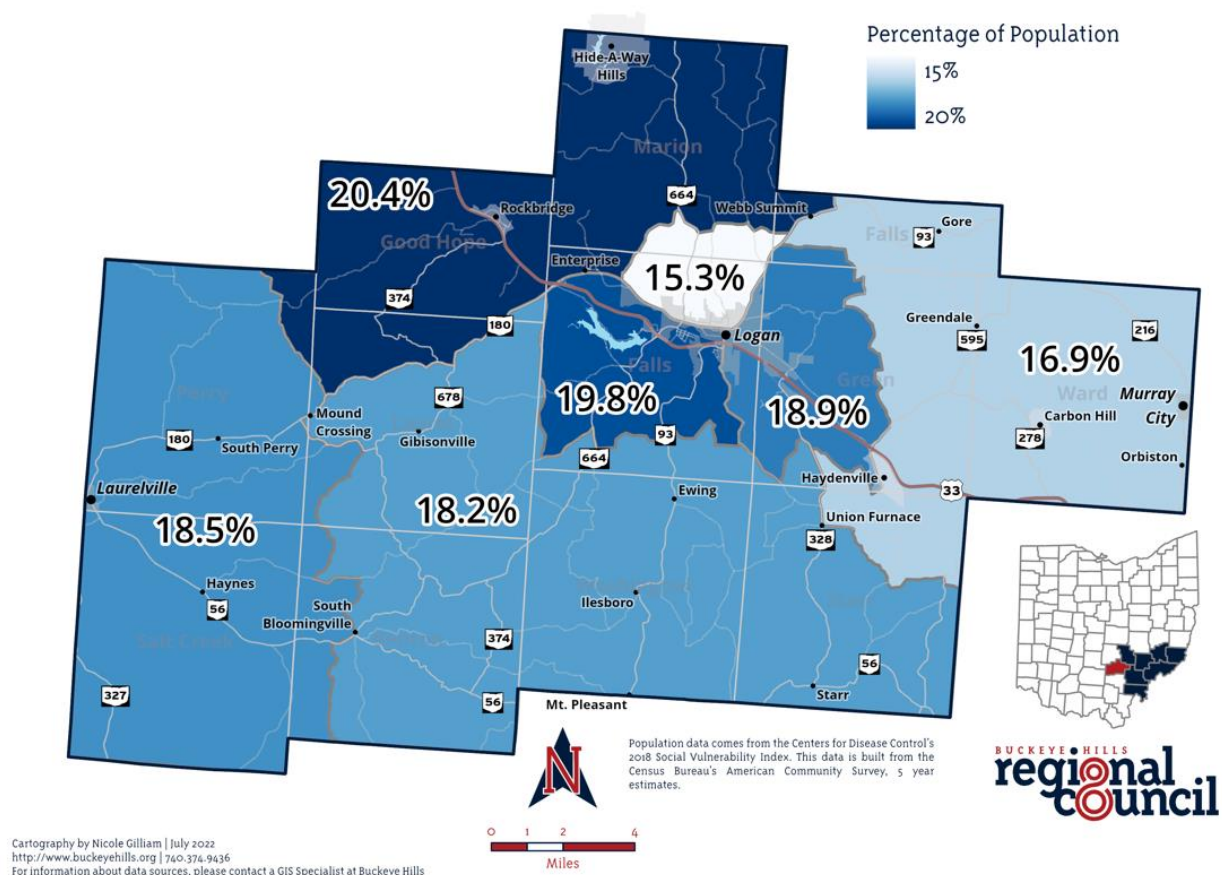 Percentage of Population
15%
20%
Hide-A-Way
Hills
Marion
664
20.4%
Rockbridge
Webb Summit
Falls
93
Gore
Good Hope
Enterprise
15.3%
374
180
Greendale
595
216
Logan
16.9%
Perry
678
Falls
Green
Ward
Murray
City
19.8%
18.9%
Carbon Hill
278
Mound
Crossing
180
South Perry
Gibisonville
93
664
Orbiston
Laurelville
Haydenville
33
Ewing
18.5%
18.2%
Union Furnace
328
Haynes
56
South
Bloomingville
Ilesboro
Washington
Starr
Salt Creek
Benton
374
56
327
56
Starr
Mt. Pleasant
N
Population data comes from the Centers for Disease Control's
2018 Social Vulnerability Index. This data is built from the
Census Bureau's American Community Survey, 5 year
estimates.
BUCKEYE HILLS
regional
council
0 1 2 4
Miles
Cartography by Nicole Gilliam | July 2022
http://www.buckeyehills.org | 740.374.9436
For information about data sources, please contact a GIS Specialist at Buckeye Hills